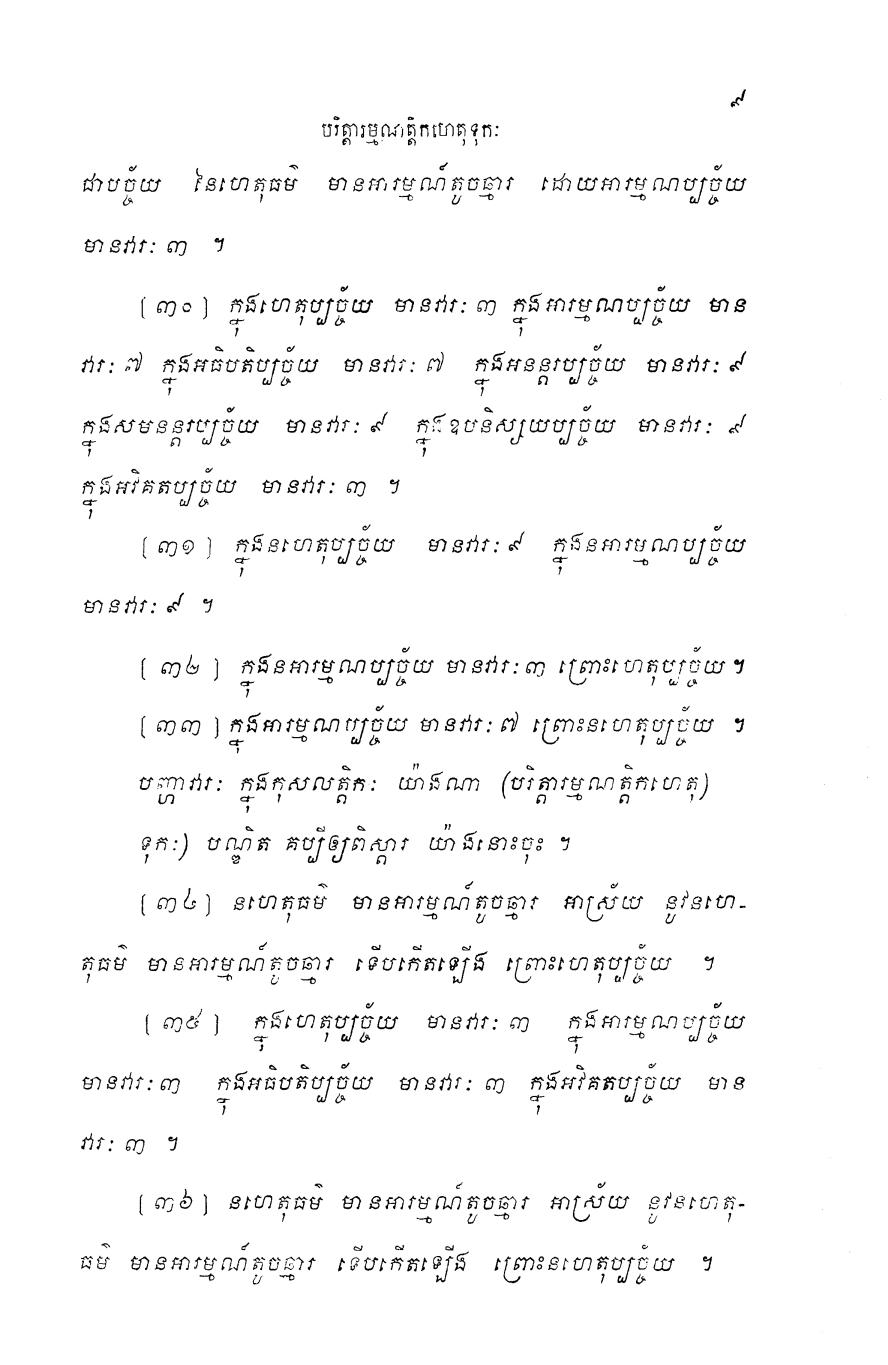 ៩
បរិត្តារម្មណត្តិកហេតុទុកៈ
ជាបច្ច័យ នៃហេតុធម៌ មានអារម្មណ៍តូចឆ្មារ ដោយអារម្មណប្បច្ច័យ
មានវារៈ ៣ ។
[ ៣០ ] ក្នុងហេតុប្បច្ច័យ មានវារៈ ៣ ក្នុងអារម្មណប្បច្ច័យ មាន
វារៈ ៧ ក្នុងអធិបតិប្បច្ច័យ មានវារៈ ៧ ក្នុងអនន្តរប្បច្ច័យ មានវារៈ ៩
ក្នុងសមនន្តរប្បច្ច័យ មានវារៈ ៩ ក្នុងឧបនិស្សយប្បច្ច័យ មានវារៈ ៩
ក្នុងអវិគតប្បច្ច័យ មានវារៈ ៣ ។
[ ៣១ ] ក្នុងនហេតុប្បច្ច័យ មានវារៈ ៩ ក្នុងនអារម្មណប្បច្ច័យ
មានវារៈ ៩ ។
[ ៣២ ] ក្នុងនអារម្មណប្បច្ច័យ មានវារៈ ៣ ព្រោះហេតុប្បច្ច័យ ។
[ ៣៣ ] ក្នុងអារម្មណប្បច្ច័យ មានវារៈ ៧ ព្រោះនហេតុប្បច្ច័យ ។
បញ្ហាវារៈ ក្នុងកុសលត្តិកៈ យ៉ាងណា (បរិត្តារម្មណត្តិកហេតុ)
ទុកៈ) បណ្ឌិត គប្បីឲ្យពិស្តារ យ៉ាងនោះចុះ ។
[ ៣៤ ] នហេតុធម៌ មានអារម្មណ៍តូចឆ្មារ អាស្រ័យ នូវនហេ-
តុធម៌ មានអារម្មណ៍តូចឆ្មារ ទើបកើតឡើង ព្រោះហេតុប្បច្ច័យ ។
[ ៣៥ ] ក្នុងហេតុប្បច្ច័យ មានវារៈ ៣ ក្នុងអារម្មណប្បច្ច័យ
មានវារៈ ៣ ក្នុងអធិបតិប្បច្ច័យ មានវារៈ ៣ ក្នុងអវិគតប្បច្ច័យ មាន
វារៈ ៣ ។
[ ៣៦ ] នហេតុធម៌ មានអារម្មណ៍តូចឆ្មារ អាស្រ័យ នូវនហេតុ-
ធម៌ មានអារម្មណ៍តូចឆ្មារ ទើបកើតឡើង ព្រោះនហេតុប្បច្ច័យ ។